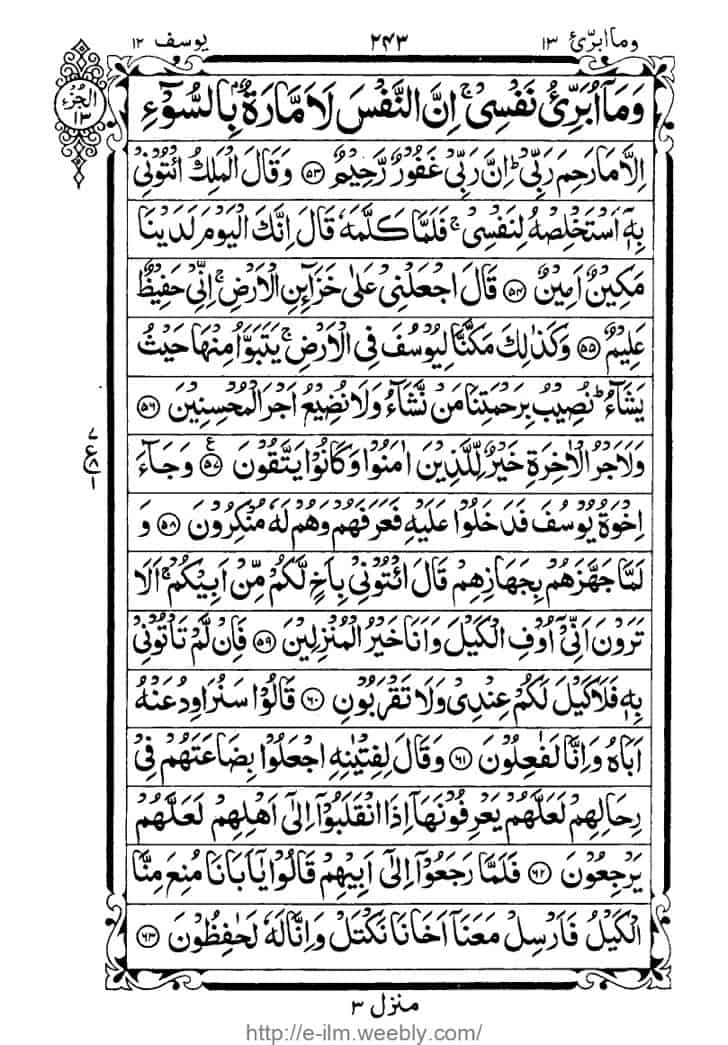 وما ابرّئ ١٣ ٢٤٣ يوسف ١٢
الجزء
١٣
وَمَاۤ اُبَرِّئُ نَفْسِیْ ۚ اِنَّ النَّفْسَ لَاَمَّارَةٌۢ بِالسُّوْٓءِ
اِلَّا مَا رَحِمَ رَبِّیْ ؕ اِنَّ رَبِّیْ غَفُوْرٌ رَّحِیْمٌ ﴿۵۳﴾ وَقَالَ الْمَلِكُ ائْتُوْنِیْ
بِهٖۤ اَسْتَخْلِصْهُ لِنَفْسِیْ ۚ فَلَمَّا كَلَّمَهٗ قَالَ اِنَّكَ الْیَوْمَ لَدَیْنَا
مَكِیْنٌ اَمِیْنٌ ﴿۵۴﴾ قَالَ اجْعَلْنِیْ عَلٰی خَزَآىِٕنِ الْاَرْضِ ۚ اِنِّیْ حَفِیْظٌ
عَلِیْمٌ ﴿۵۵﴾ وَكَذٰلِكَ مَكَّنَّا لِیُوْسُفَ فِی الْاَرْضِ ۚ یَتَبَوَّاُ مِنْهَا حَیْثُ
یَشَآءُ ؕ نُصِیْبُ بِرَحْمَتِنَا مَنْ نَّشَآءُ وَلَا نُضِیْعُ اَجْرَ الْمُحْسِنِیْنَ ﴿۵۶﴾
وَلَاَجْرُ الْاٰخِرَةِ خَیْرٌ لِّلَّذِیْنَ اٰمَنُوْا وَكَانُوْا یَتَّقُوْنَ ﴿۵۷﴾ ع وَجَآءَ
اِخْوَةُ یُوْسُفَ فَدَخَلُوْا عَلَیْهِ فَعَرَفَهُمْ وَهُمْ لَهٗ مُنْكِرُوْنَ ﴿۵۸﴾ وَ
لَمَّا جَهَّزَهُمْ بِجَهَازِهِمْ قَالَ ائْتُوْنِیْ بِاَخٍ لَّكُمْ مِّنْ اَبِیْكُمْ ۚ اَلَا
تَرَوْنَ اَنِّیْۤ اُوْفِی الْكَیْلَ وَاَنَا خَیْرُ الْمُنْزِلِیْنَ ﴿۵۹﴾ فَاِنْ لَّمْ تَاْتُوْنِیْ
بِهٖ فَلَا كَیْلَ لَكُمْ عِنْدِیْ وَلَا تَقْرَبُوْنِ ﴿۶۰﴾ قَالُوْا سَنُرَاوِدُ عَنْهُ
اَبَاهُ وَاِنَّا لَفٰعِلُوْنَ ﴿۶۱﴾ وَقَالَ لِفِتْیٰنِهِ اجْعَلُوْا بِضَاعَتَهُمْ فِیْ
رِحَالِهِمْ لَعَلَّهُمْ یَعْرِفُوْنَهَاۤ اِذَا انْقَلَبُوْۤا اِلٰۤی اَهْلِهِمْ لَعَلَّهُمْ
یَرْجِعُوْنَ ﴿۶۲﴾ فَلَمَّا رَجَعُوْۤا اِلٰۤی اَبِیْهِمْ قَالُوْا یٰۤاَبَانَا مُنِعَ مِنَّا
الْكَیْلُ فَاَرْسِلْ مَعَنَاۤ اَخَانَا نَكْتَلْ وَاِنَّا لَهٗ لَحٰفِظُوْنَ ﴿۶۳﴾
٧
ع
٨
١
منزل ٣
http://e-ilm.weebly.com/